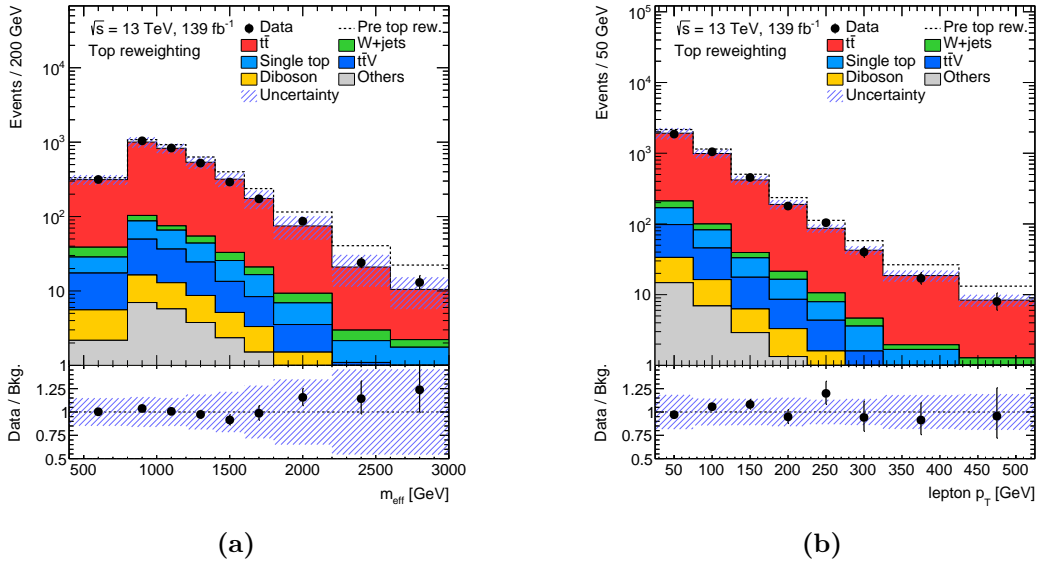 Events / 200 GeV
√s = 13 TeV, 139 fb⁻¹
Top reweighting
Data
Pre top rew.
tt̄
W+jets
Single top
tt̄V
Diboson
Others
Uncertainty
10⁴
10³
10²
10
1
Data / Bkg.
1.25
1
0.75
0.5
500 1000 1500 2000 2500 3000
m_eff [GeV]
(a)
Events / 50 GeV
√s = 13 TeV, 139 fb⁻¹
Top reweighting
Data
Pre top rew.
tt̄
W+jets
Single top
tt̄V
Diboson
Others
Uncertainty
10⁵
10⁴
10³
10²
10
1
Data / Bkg.
1.25
1
0.75
0.5
50 100 150 200 250 300 350 400 450 500
lepton p_T [GeV]
(b)